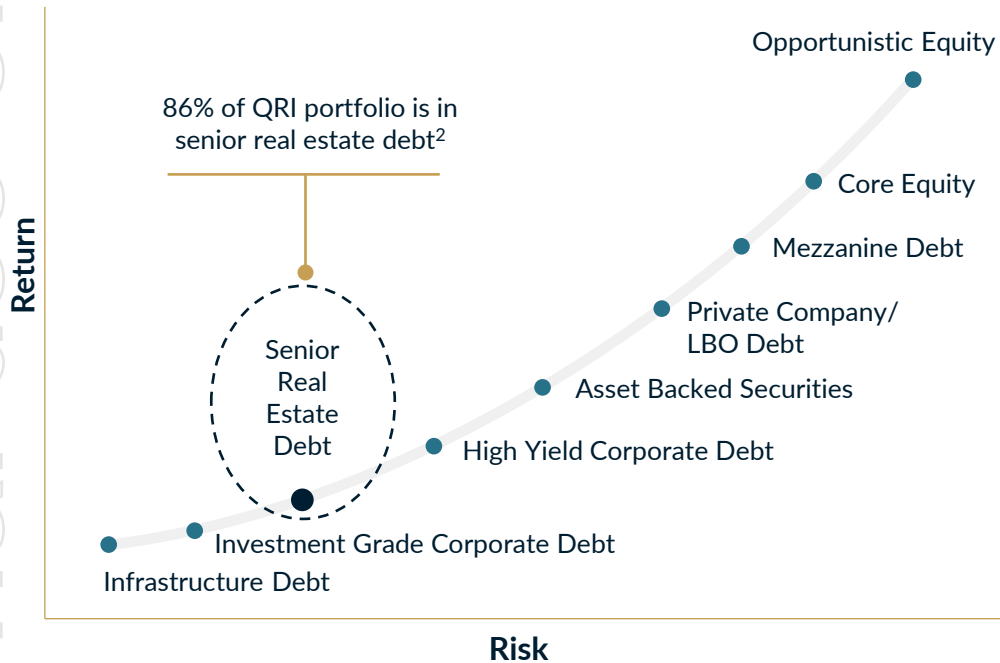 Opportunistic Equity
86% of QRI portfolio is in
senior real estate debt²
Core Equity
Mezzanine Debt
Return
Private Company/
LBO Debt
Senior
Real
Estate
Debt
Asset Backed Securities
High Yield Corporate Debt
Investment Grade Corporate Debt
Infrastructure Debt
Risk